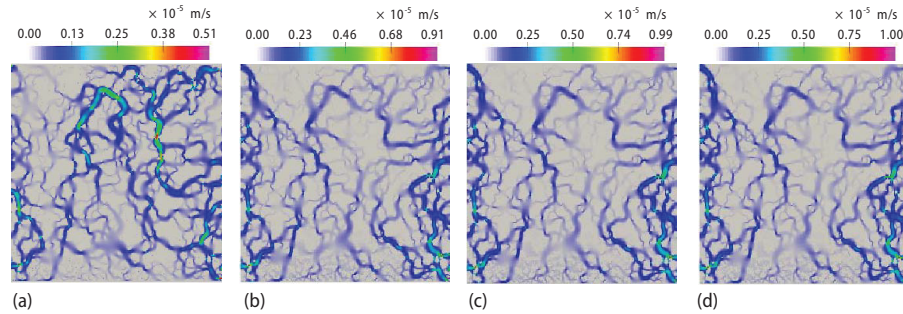 × 10-5 m/s
0.00 0.13 0.25 0.38 0.51
× 10-5 m/s
0.00 0.23 0.46 0.68 0.91
× 10-5 m/s
0.00 0.25 0.50 0.74 0.99
× 10-5 m/s
0.00 0.25 0.50 0.75 1.00
(a) (b) (c) (d)